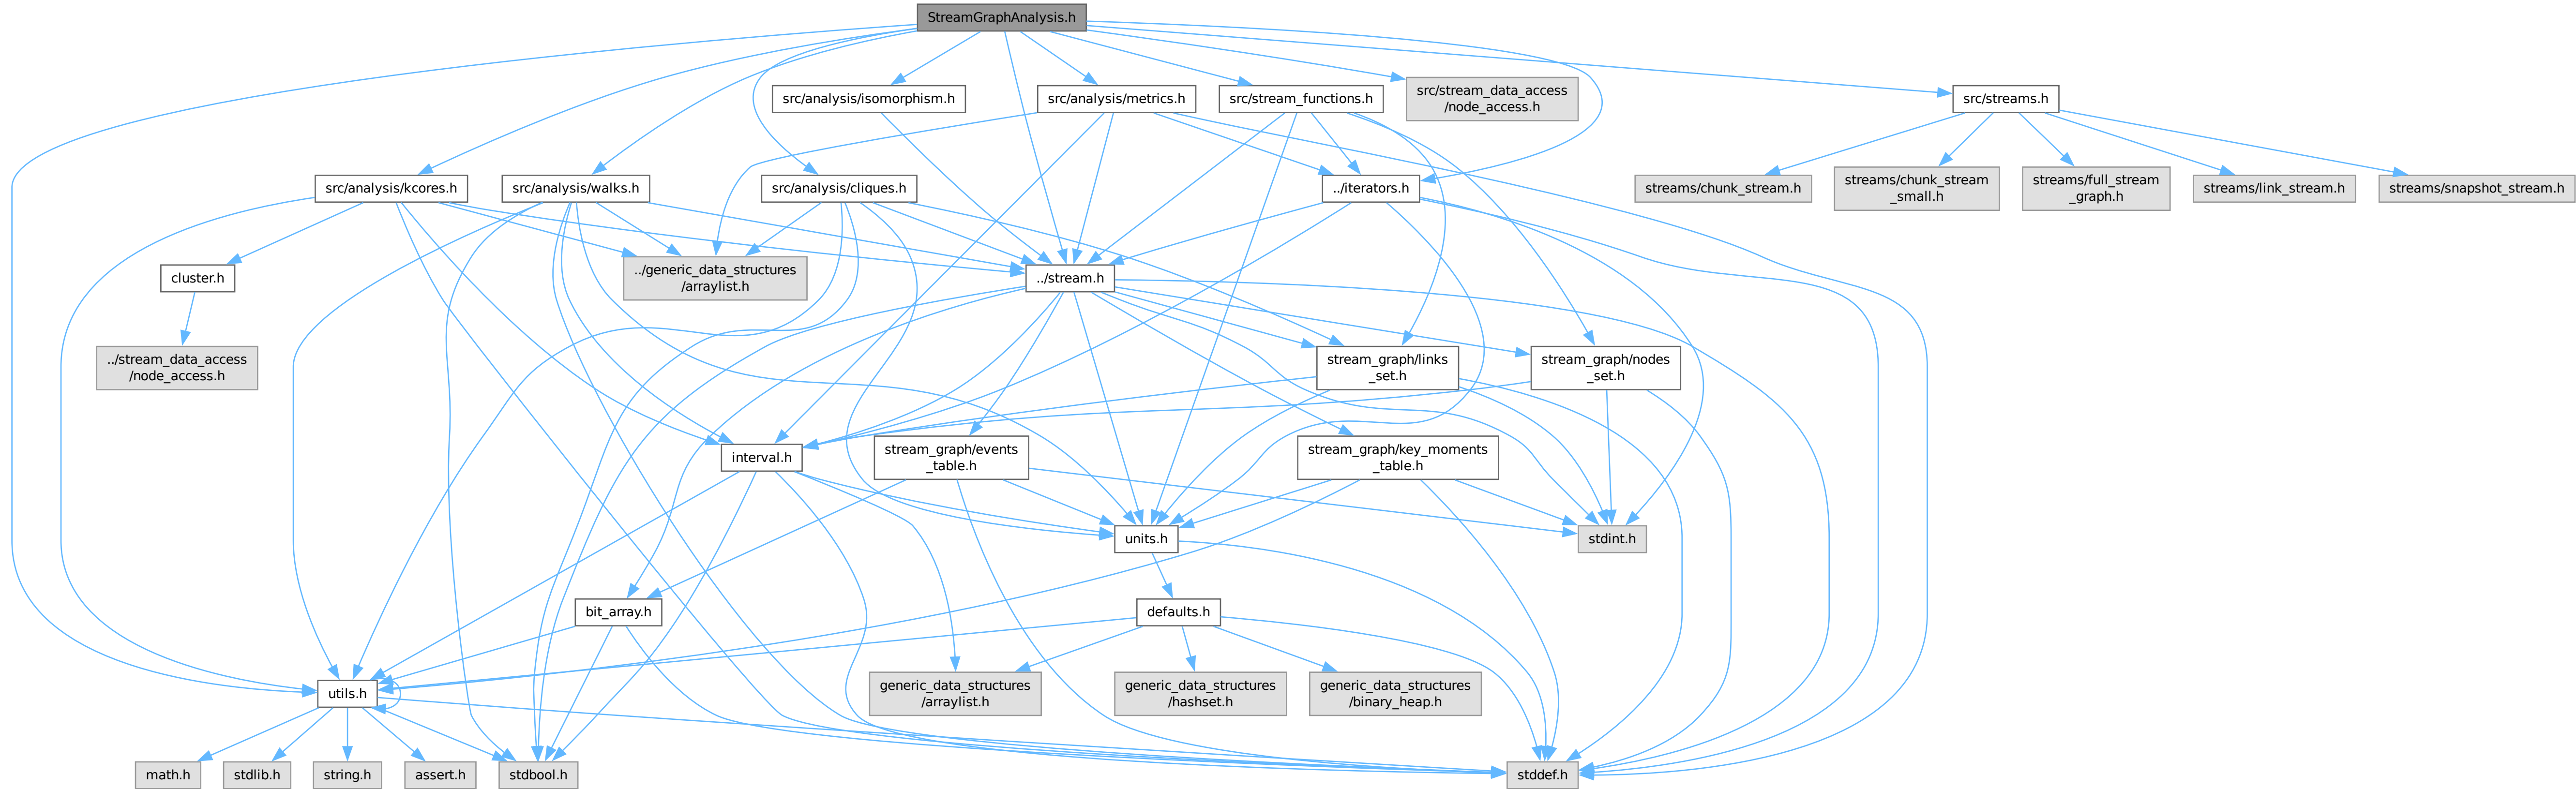 StreamGraphAnalysis.h
src/analysis/isomorphism.h
src/analysis/metrics.h
src/stream_functions.h
src/stream_data_access
/node_access.h
src/streams.h
src/analysis/kcores.h
src/analysis/walks.h
src/analysis/cliques.h
../iterators.h
streams/chunk_stream.h
streams/chunk_stream
_small.h
streams/full_stream
_graph.h
streams/link_stream.h
streams/snapshot_stream.h
cluster.h
../generic_data_structures
/arraylist.h
../stream.h
../stream_data_access
/node_access.h
stream_graph/links
_set.h
stream_graph/nodes
_set.h
interval.h
stream_graph/events
_table.h
stream_graph/key_moments
_table.h
units.h
stdint.h
bit_array.h
defaults.h
utils.h
generic_data_structures
/arraylist.h
generic_data_structures
/hashset.h
generic_data_structures
/binary_heap.h
math.h
stdlib.h
string.h
assert.h
stdbool.h
stddef.h